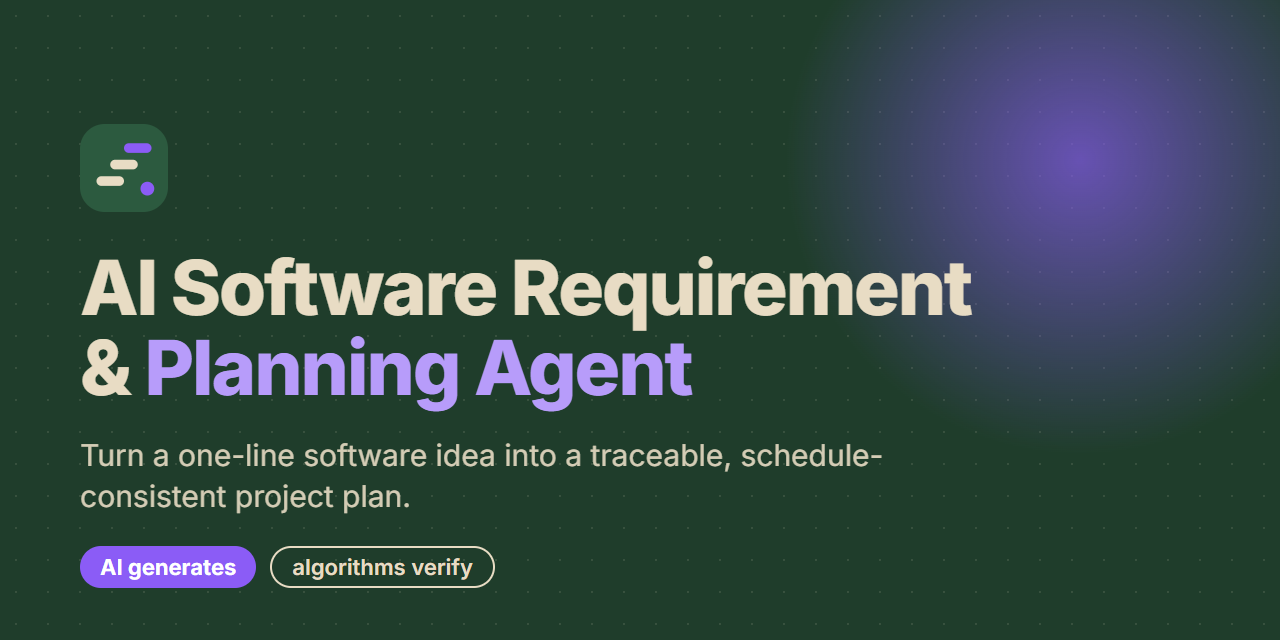 AI Software Requirement
& Planning Agent
Turn a one-line software idea into a traceable, schedule-
consistent project plan.
AI generates
algorithms verify